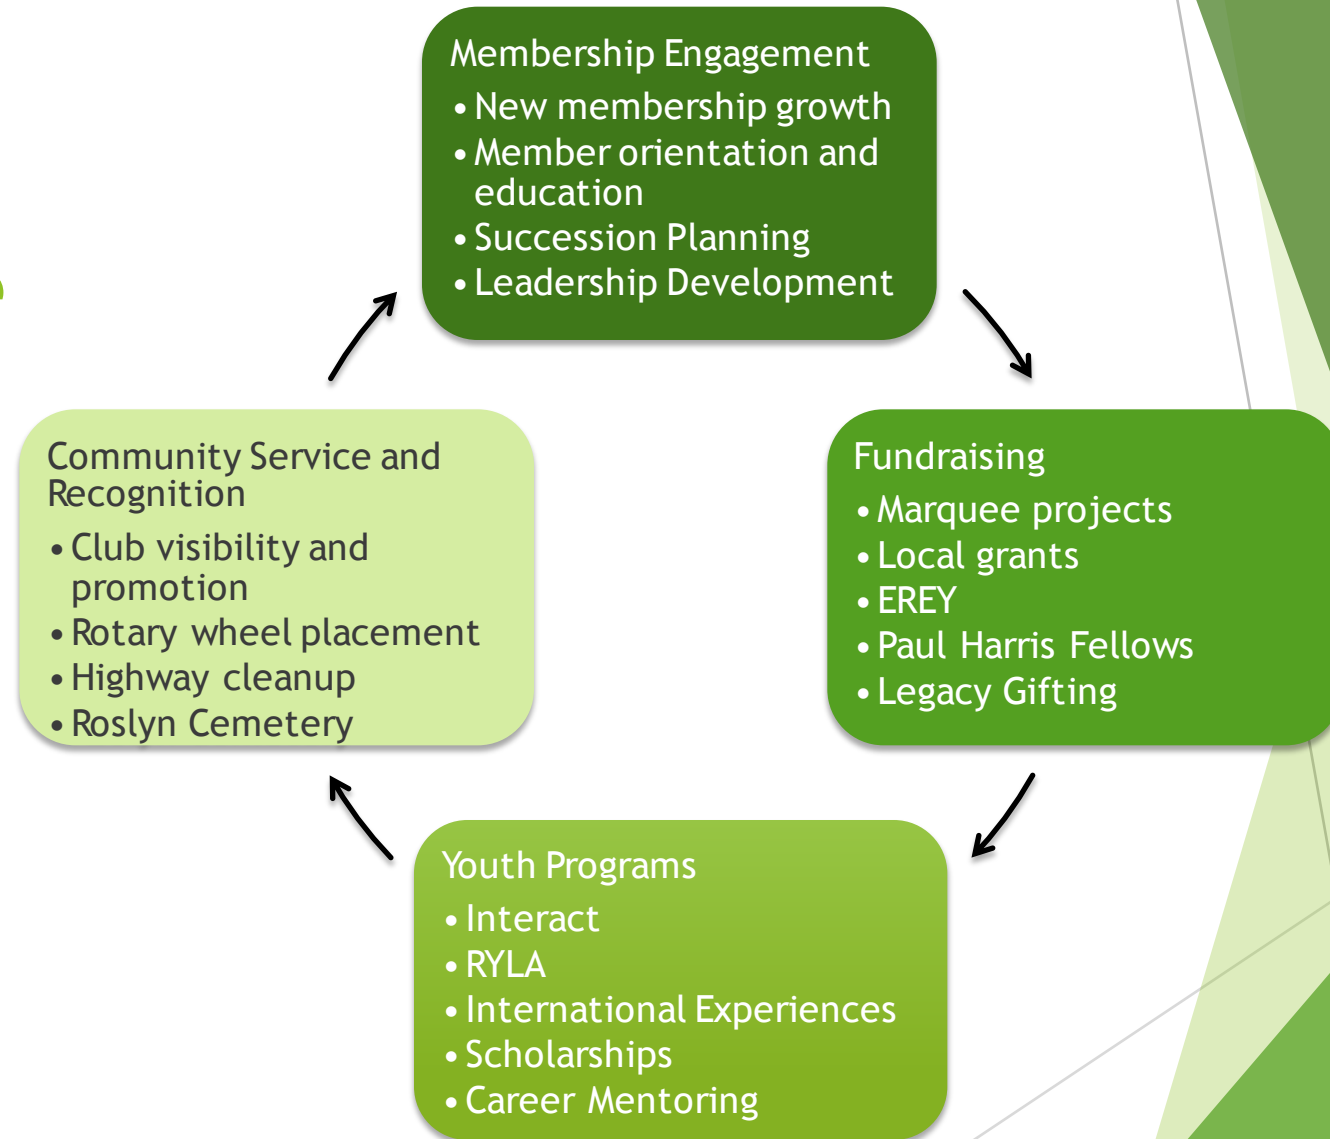 Membership Engagement
• New membership growth
• Member orientation and
education
• Succession Planning
• Leadership Development
Fundraising
• Marquee projects
• Local grants
• EREY
• Paul Harris Fellows
• Legacy Gifting
Youth Programs
• Interact
• RYLA
• International Experiences
• Scholarships
• Career Mentoring
Community Service and
Recognition
• Club visibility and
promotion
• Rotary wheel placement
• Highway cleanup
• Roslyn Cemetery